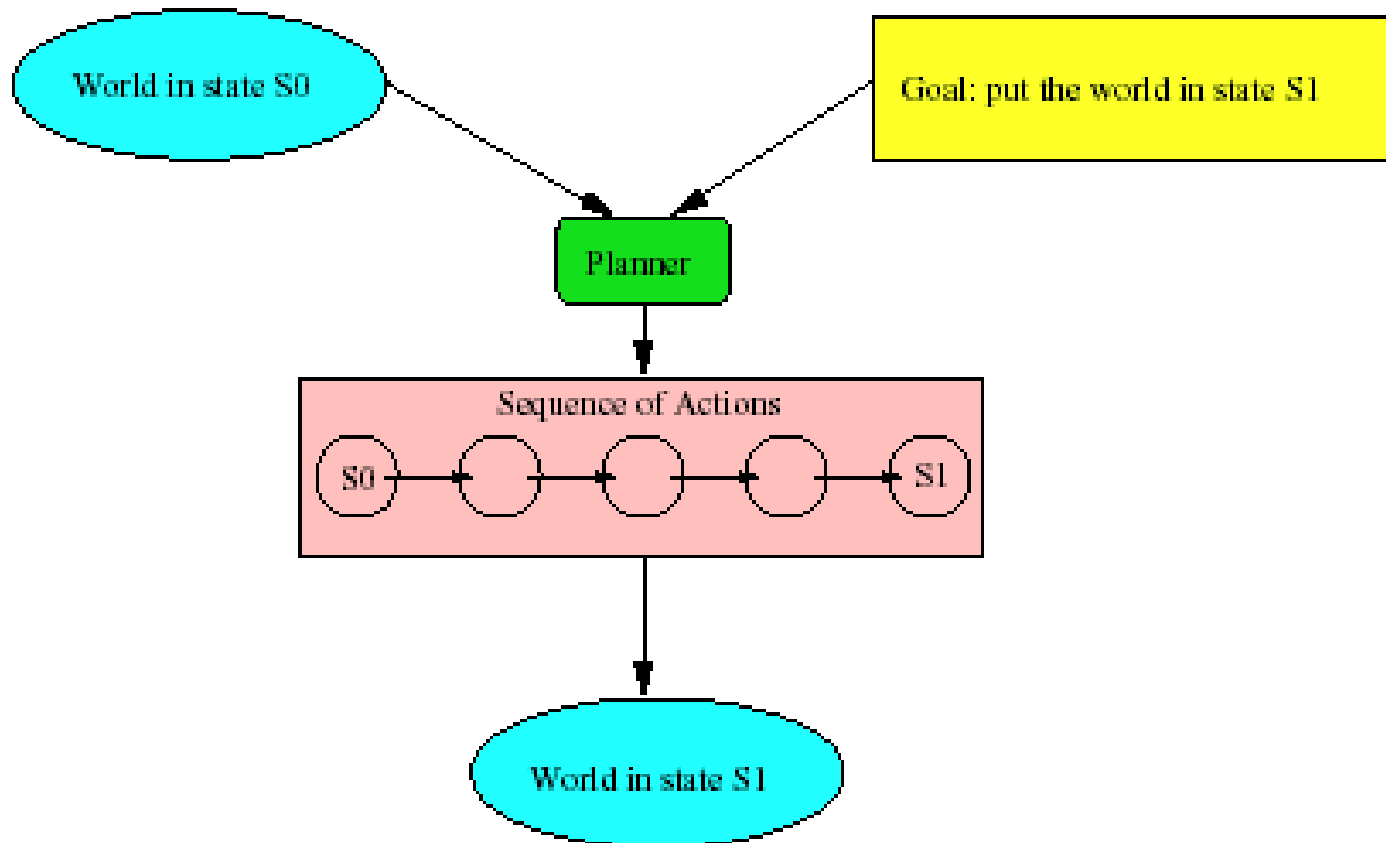 World in state S0
Goal: put the world in state S1
Planner
Sequence of Actions
S0
S1
World in state S1